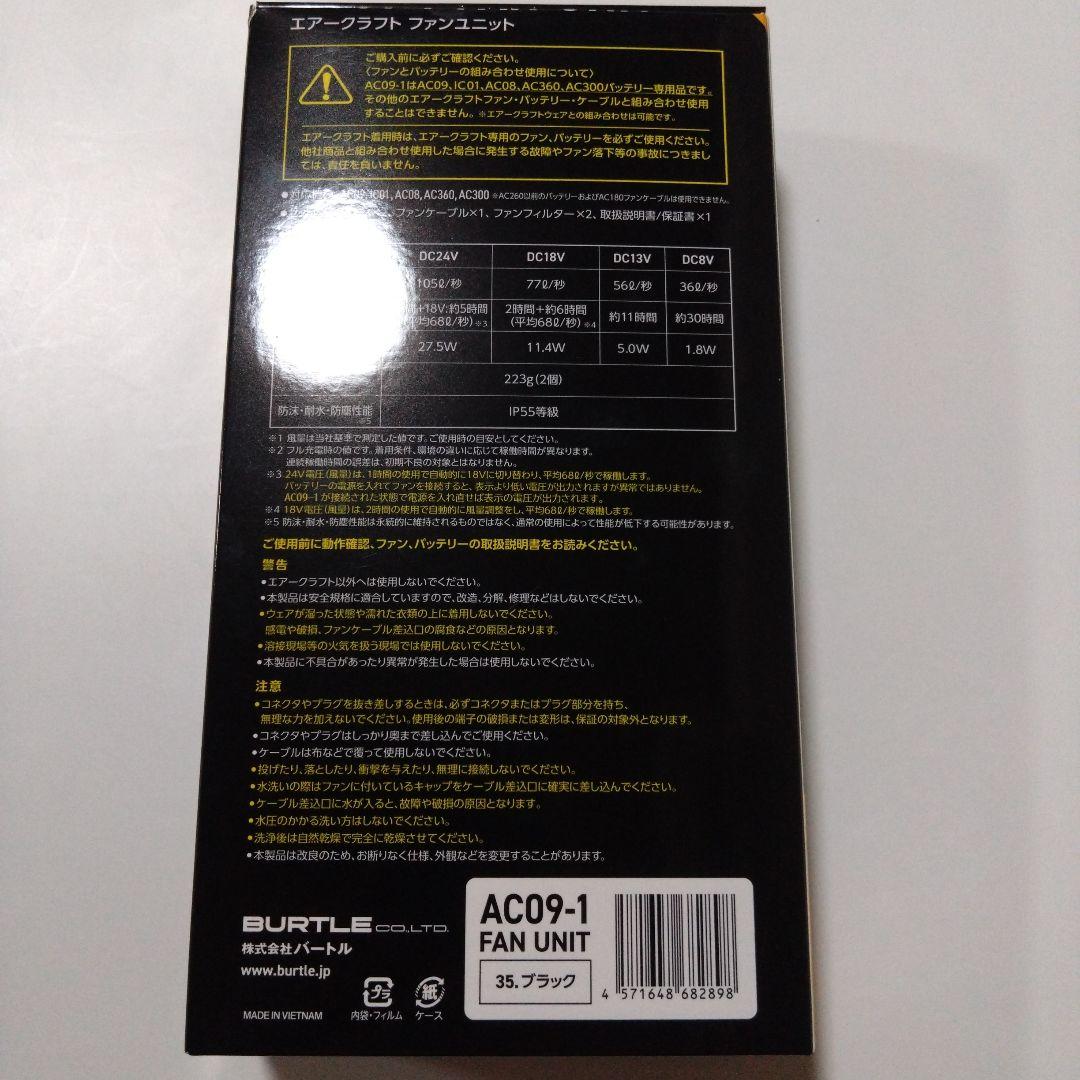 エアークラフト ファンユニット
ご購入前に必ずご確認ください。
〈ファンとバッテリーの組み合わせ使用について〉
AC09-1はAC09、IC01、AC08、AC360、AC300バッテリー専用品です。
その他のエアークラフトファン・バッテリー・ケーブルと組み合わせ使用
することはできません。※エアークラフトウェアとの組み合わせは可能です。
エアークラフト着用時は、エアークラフト専用のファン、バッテリーを必ずご使用ください。
他社商品と組み合わせ使用した場合に発生する故障やファン落下等の事故につきまし
ては、責任を負いません。
IC01, AC08, AC360, AC300 ※AC260以前のバッテリーおよびAC180ファンケーブルは使用できません。
ファンケーブル×1、ファンフィルター×2、取扱説明書/保証書×1
DC24V DC18V DC13V DC8V
105ℓ/秒 77ℓ/秒 56ℓ/秒 36ℓ/秒
+18V:約5時間 2時間+約6時間 約11時間 約30時間
平均68ℓ/秒)※3 (平均68ℓ/秒)※4
27.5W 11.4W 5.0W 1.8W
223g(2個)
防沫・耐水・防塵性能※5 IP55等級
※1 風量は当社基準で測定した値です。ご使用時の目安としてください。
※2 フル充電時の値です。着用条件、環境の違いに応じて稼働時間が異なります。
連続稼働時間の誤差は、初期不良の対象とはなりません。
※3 24V電圧(風量)は、1時間の使用で自動的に18Vに切り替わり、平均68ℓ/秒で稼働します。
バッテリーの電源を入れてファンを接続すると、表示より低い電圧が出力されますが異常ではありません。
AC09-1が接続された状態で電源を入れ直せば表示の電圧が出力されます。
※4 18V電圧(風量)は、2時間の使用で自動的に風量調整をし、平均68ℓ/秒で稼働します。
※5 防沫・耐水・防塵性能は永続的に維持されるものではなく、通常の使用によって性能が低下する可能性があります。
ご使用前に動作確認、ファン、バッテリーの取扱説明書をお読みください。
警告
●エアークラフト以外へは使用しないでください。
●本製品は安全規格に適合していますので、改造、分解、修理などはしないでください。
●ウェアが湿った状態や濡れた衣類の上に着用しないでください。
感電や破損、ファンケーブル差込口の腐食などの原因となります。
●溶接現場等の火気を扱う現場では使用しないでください。
●本製品に不具合があったり異常が発生した場合は使用しないでください。
注意
●コネクタやプラグを抜き差しするときは、必ずコネクタまたはプラグ部分を持ち、
無理な力を加えないでください。使用後の端子の破損または変形は、保証の対象外となります。
●コネクタやプラグはしっかり奥まで差し込んでご使用ください。
●ケーブルは布などで覆って使用しないでください。
●投げたり、落としたり、衝撃を与えたり、無理に接続しないでください。
●水洗いの際はファンに付いているキャップをケーブル差込口に確実に差し込んでください。
●ケーブル差込口に水が入ると、故障や破損の原因となります。
●水圧のかかる洗い方はしないでください。
●洗浄後は自然乾燥で完全に乾燥させてください。
●本製品は改良のため、お断りなく仕様、外観などを変更することがあります。
BURTLE CO.,LTD.
株式会社バートル
www.burtle.jp
MADE IN VIETNAM
プラ
内袋・フィルム
紙
ケース
AC09-1
FAN UNIT
35.ブラック
4 571648 682898